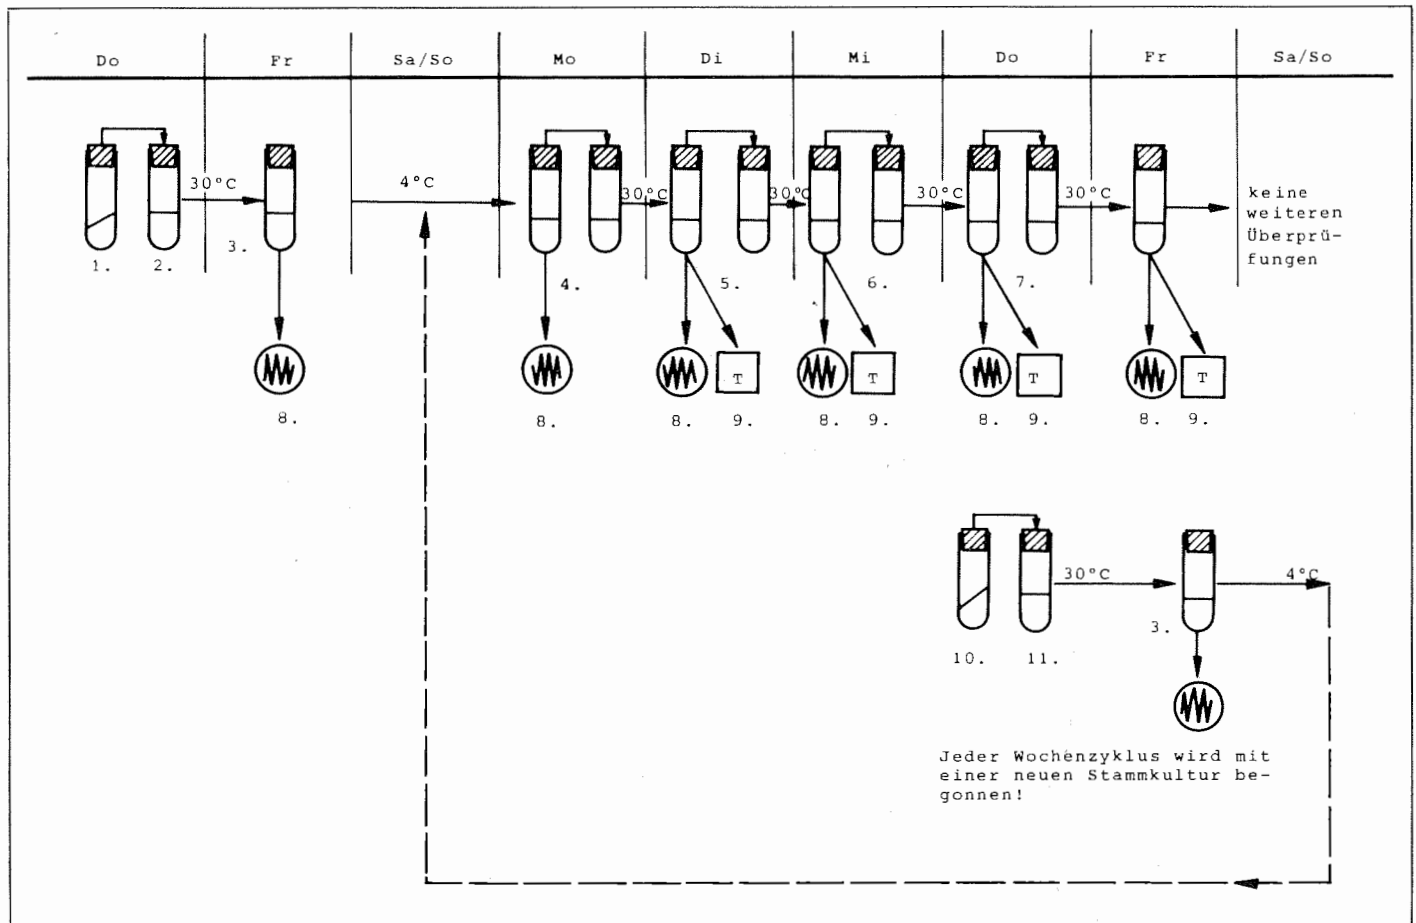 Do Fr Sa/So Mo Di Mi Do Fr Sa/So
30°C 4°C 30°C 30°C 30°C 30°C
keine
weiteren
Überprü-
fungen
1. 2. 3. 4. 5. 6. 7.
T T T T
8. 8. 8. 9. 8. 9. 8. 9. 8. 9.
30°C 4°C
3.
10. 11.
Jeder Wochenzyklus wird mit
einer neuen Stammkultur be-
gonnen!